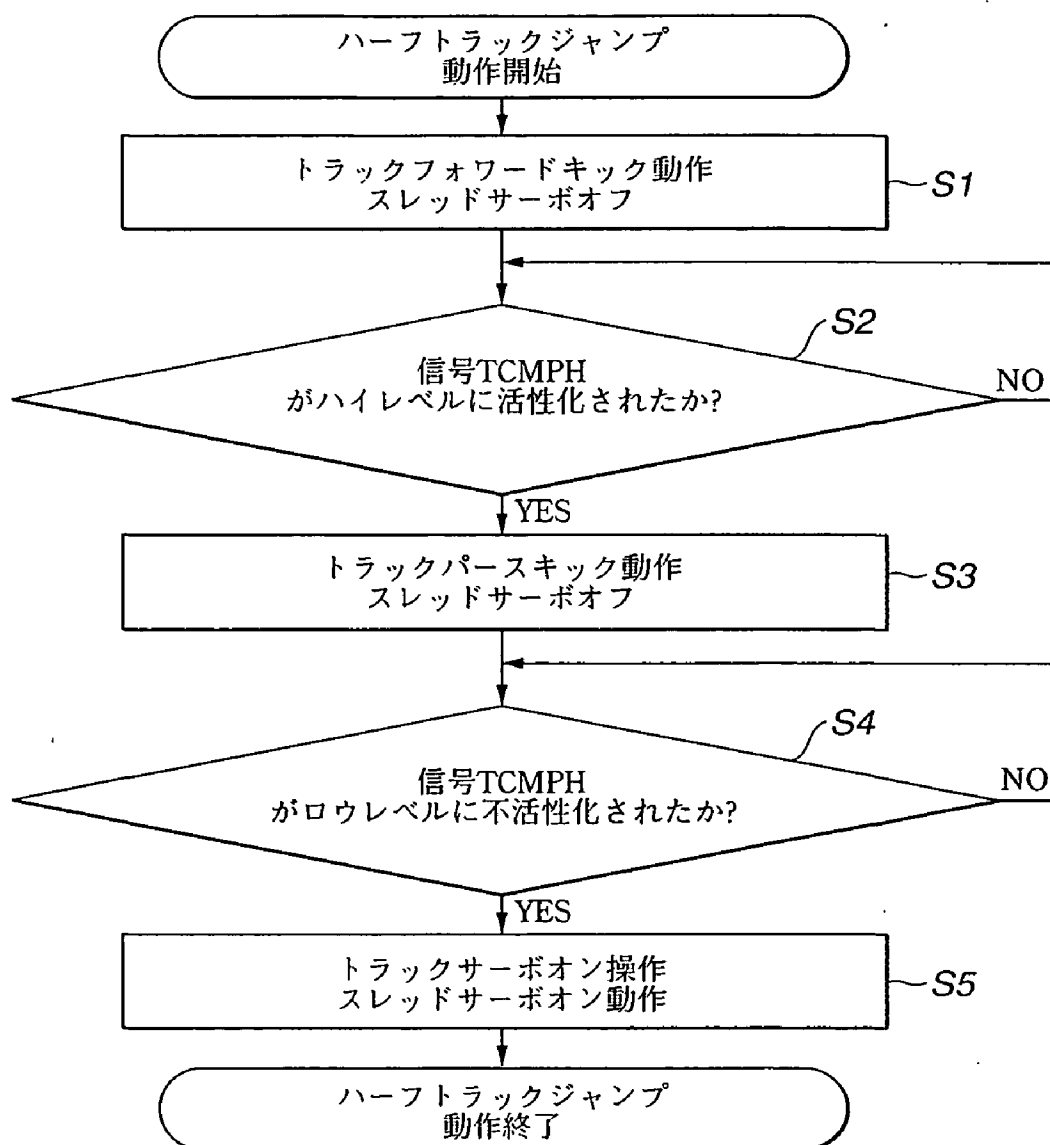 ハーフトラックジャンプ
動作開始
トラックフォワードキック動作
スレッドサーボオフ
S1
S2
信号TCMPH
がハイレベルに活性化されたか?
NO
YES
トラックパースキック動作
スレッドサーボオフ
S3
S4
信号TCMPH
がロウレベルに不活性化されたか?
NO
YES
トラックサーボオン操作
スレッドサーボオン動作
S5
ハーフトラックジャンプ
動作終了